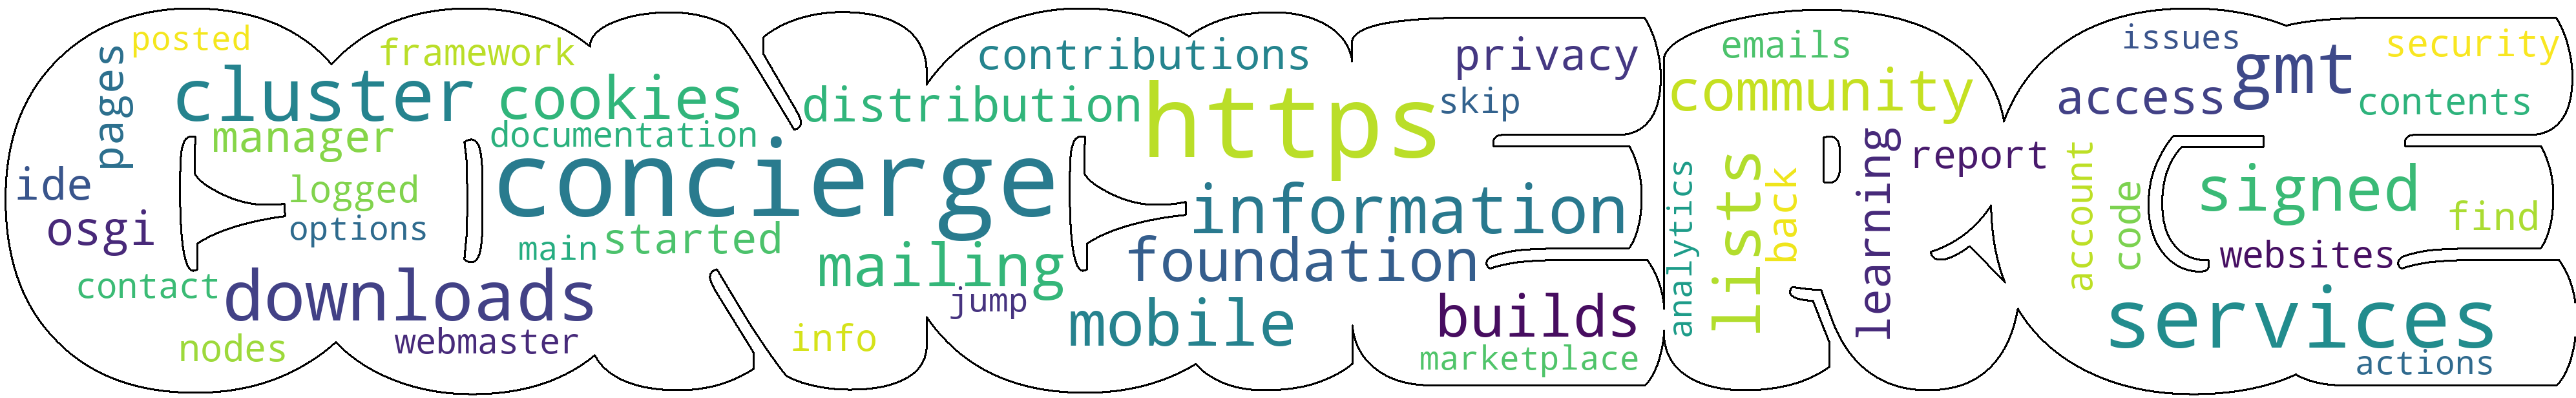 posted
pages
framework
cluster
cookies
manager
documentation
concierge
ide
logged
osgi
options
main
started
contact
downloads
nodes
webmaster
contributions
privacy
distribution
https
skip
information
foundation
mailing
jump
mobile
info
builds
marketplace
emails
community
analytics
lists
back
learning
report
issues
gmt
security
access
contents
account
code
signed
find
websites
services
actions